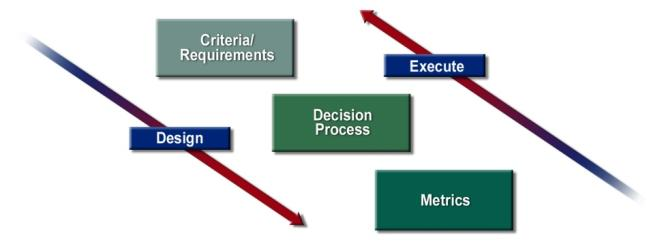 Criteria/
Requirements
Execute
Decision
Process
Design
Metrics